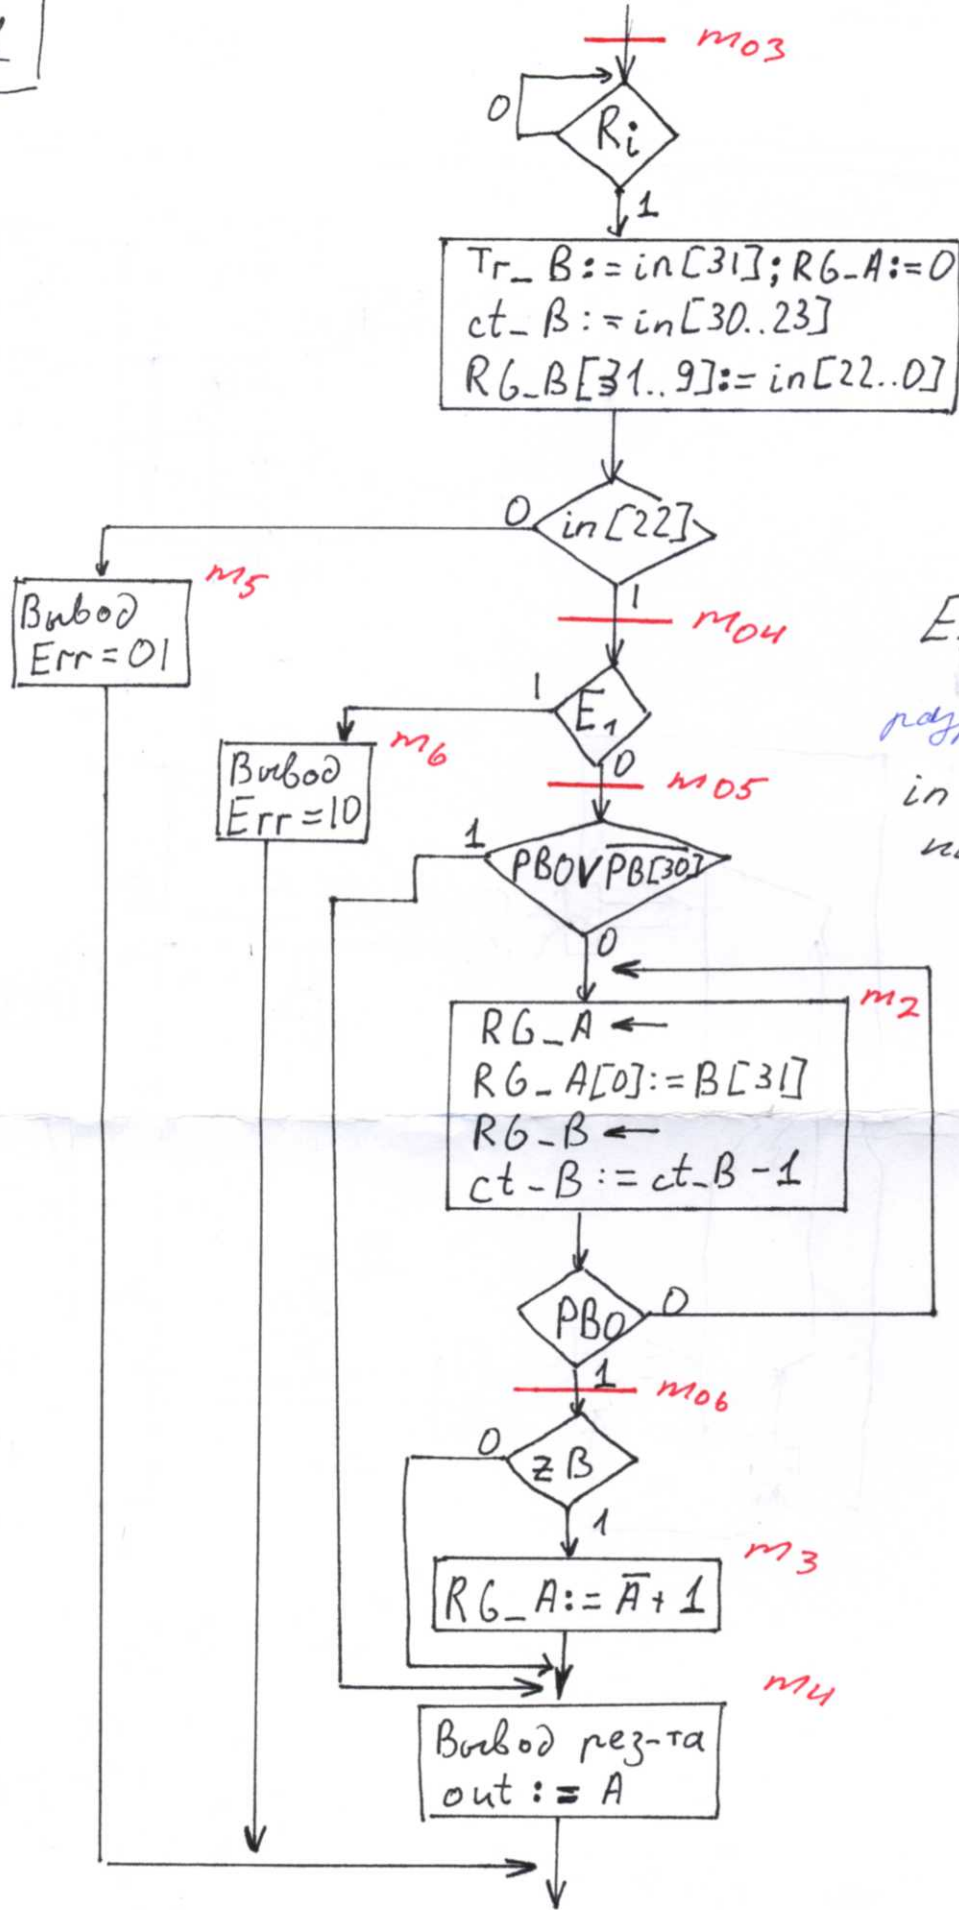 1
m03
0
Ri
1
Tr_B:=in[31]; RG_A:=0
ct_B:=in[30..23]
RG_B[31..9]:=in[22..0]
0
in[22]
1
m5
Вывод
Err=01
m04
1
E1
0
m6
Вывод
Err=10
m05
in
1
PB0∨P̅B̅[̅3̅0̅]̅
0
m2
RG_A ←
RG_A[0]:=B[31]
RG_B ←
ct_B:=ct_B-1
PB0
0
1
m06
0
zB
1
m3
RG_A:=A̅+1
m4
Вывод рез-та
out:=A